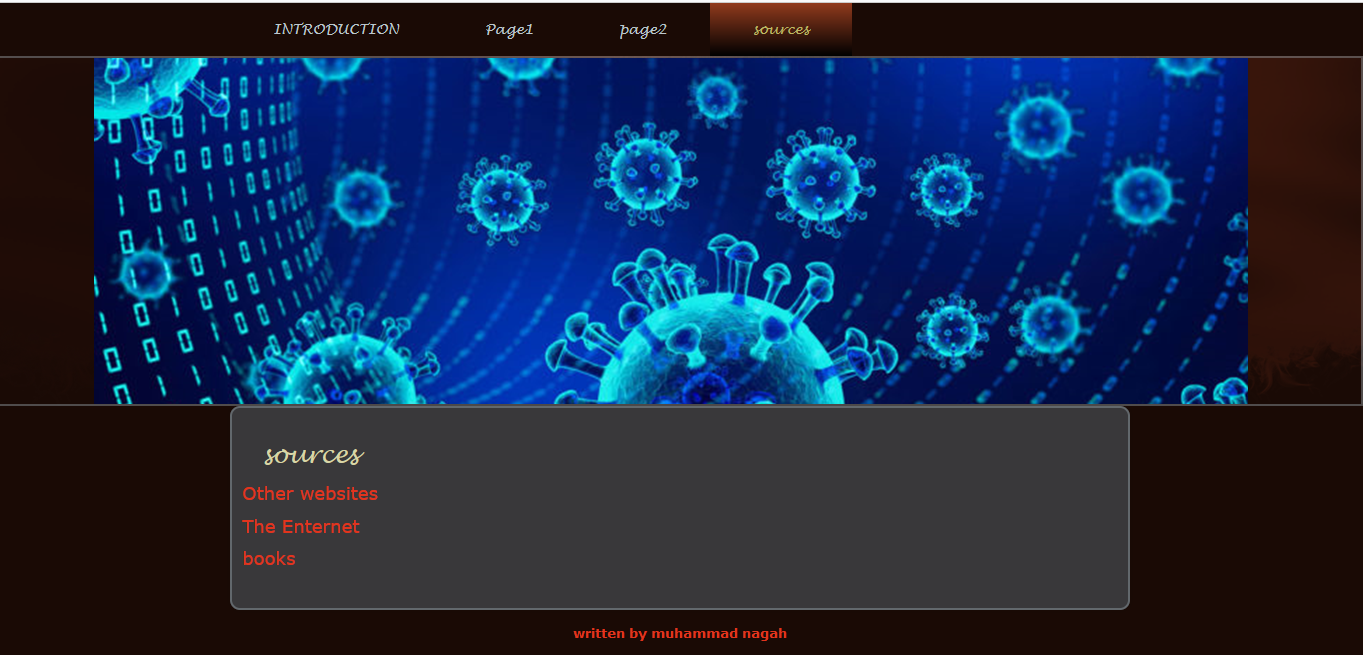 INTRODUCTION Page1 page2 sources
sources
Other websites
The Enternet
books
written by muhammad nagah